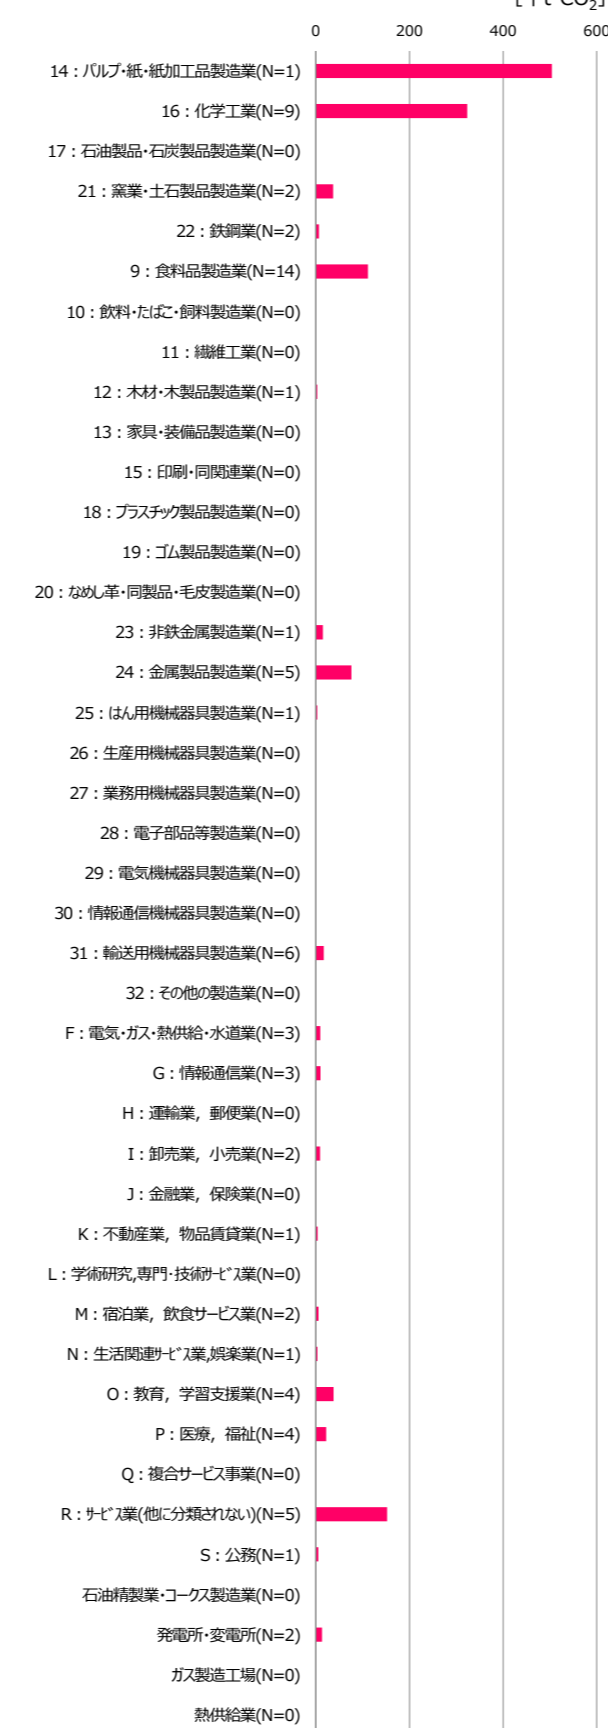 [千t-CO₂]
0 200 400 600
14：パルプ・紙・紙加工品製造業(N=1)
16：化学工業(N=9)
17：石油製品・石炭製品製造業(N=0)
21：窯業・土石製品製造業(N=2)
22：鉄鋼業(N=2)
9：食料品製造業(N=14)
10：飲料・たばこ・飼料製造業(N=0)
11：繊維工業(N=0)
12：木材・木製品製造業(N=1)
13：家具・装備品製造業(N=0)
15：印刷・同関連業(N=0)
18：プラスチック製品製造業(N=0)
19：ゴム製品製造業(N=0)
20：なめし革・同製品・毛皮製造業(N=0)
23：非鉄金属製造業(N=1)
24：金属製品製造業(N=5)
25：はん用機械器具製造業(N=1)
26：生産用機械器具製造業(N=0)
27：業務用機械器具製造業(N=0)
28：電子部品等製造業(N=0)
29：電気機械器具製造業(N=0)
30：情報通信機械器具製造業(N=0)
31：輸送用機械器具製造業(N=6)
32：その他の製造業(N=0)
F：電気・ガス・熱供給・水道業(N=3)
G：情報通信業(N=3)
H：運輸業，郵便業(N=0)
I：卸売業，小売業(N=2)
J：金融業，保険業(N=0)
K：不動産業，物品賃貸業(N=1)
L：学術研究,専門・技術ｻｰﾋﾞｽ業(N=0)
M：宿泊業，飲食サービス業(N=2)
N：生活関連ｻｰﾋﾞｽ業,娯楽業(N=1)
O：教育，学習支援業(N=4)
P：医療，福祉(N=4)
Q：複合サービス事業(N=0)
R：ｻｰﾋﾞｽ業(他に分類されない)(N=5)
S：公務(N=1)
石油精製業・コークス製造業(N=0)
発電所・変電所(N=2)
ガス製造工場(N=0)
熱供給業(N=0)